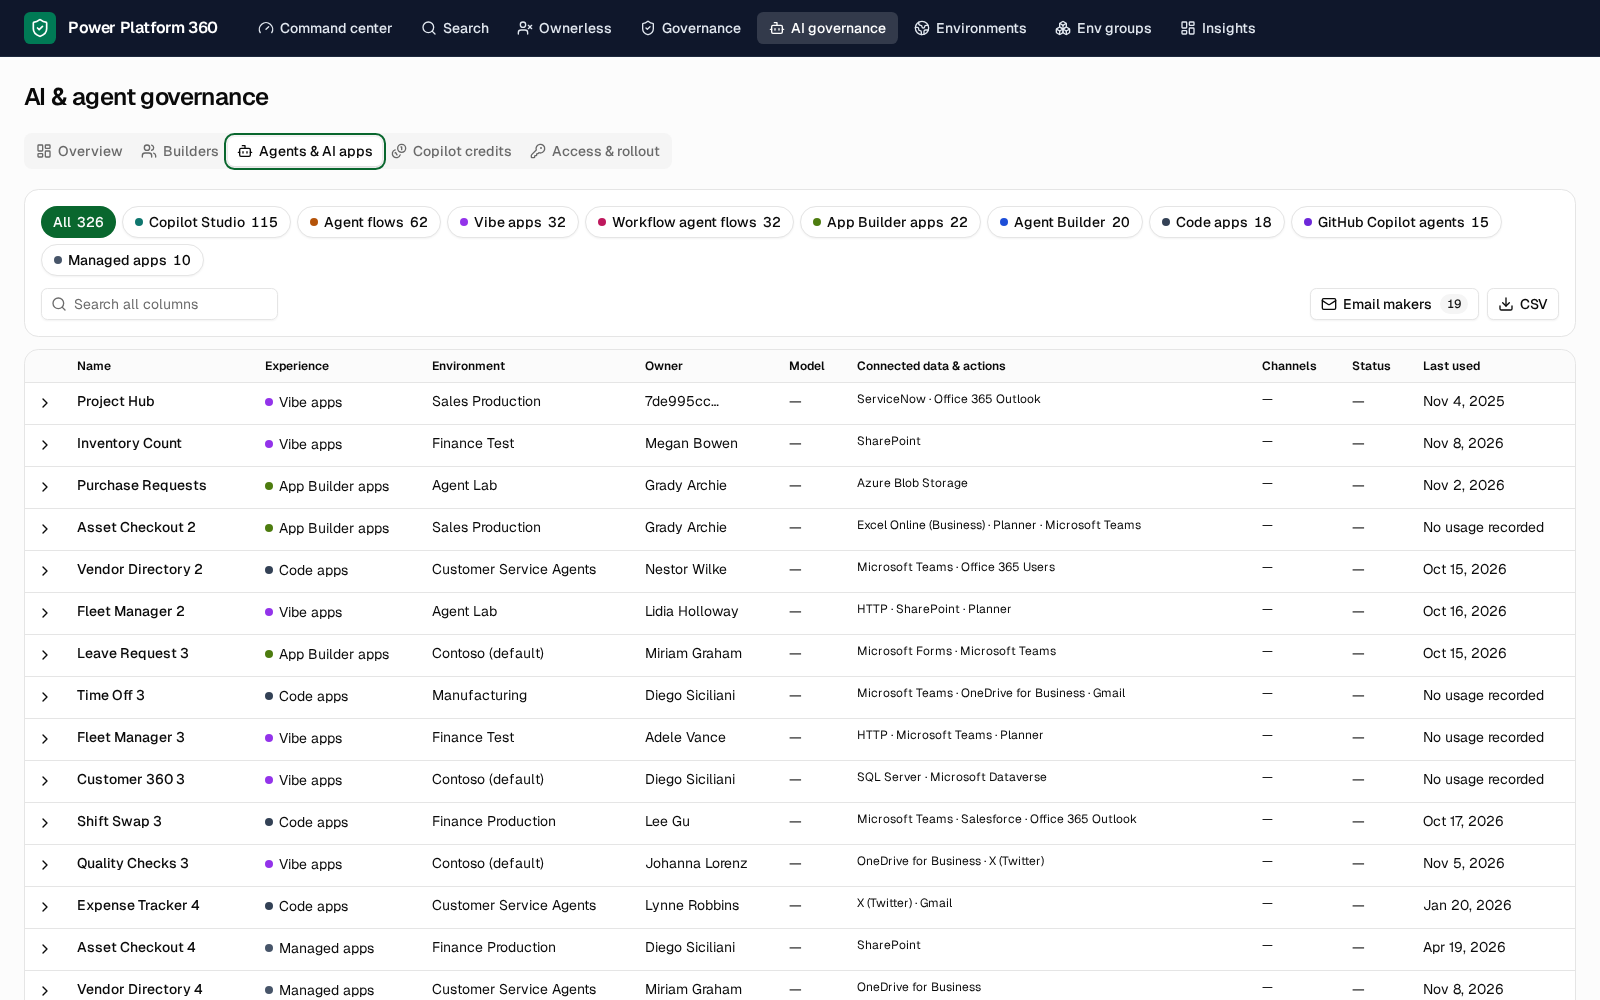 Power Platform 360 Command center Search Ownerless Governance AI governance Environments Env groups Insights
AI & agent governance
Overview Builders Agents & AI apps Copilot credits Access & rollout
All 326 Copilot Studio 115 Agent flows 62 Vibe apps 32 Workflow agent flows 32 App Builder apps 22 Agent Builder 20 Code apps 18 GitHub Copilot agents 15
Managed apps 10
Search all columns Email makers 19 CSV
Name Experience Environment Owner Model Connected data & actions Channels Status Last used
Project Hub Vibe apps Sales Production 7de995cc… — ServiceNow · Office 365 Outlook — — Nov 4, 2025
Inventory Count Vibe apps Finance Test Megan Bowen — SharePoint — — Nov 8, 2026
Purchase Requests App Builder apps Agent Lab Grady Archie — Azure Blob Storage — — Nov 2, 2026
Asset Checkout 2 App Builder apps Sales Production Grady Archie — Excel Online (Business) · Planner · Microsoft Teams — — No usage recorded
Vendor Directory 2 Code apps Customer Service Agents Nestor Wilke — Microsoft Teams · Office 365 Users — — Oct 15, 2026
Fleet Manager 2 Vibe apps Agent Lab Lidia Holloway — HTTP · SharePoint · Planner — — Oct 16, 2026
Leave Request 3 App Builder apps Contoso (default) Miriam Graham — Microsoft Forms · Microsoft Teams — — Oct 15, 2026
Time Off 3 Code apps Manufacturing Diego Siciliani — Microsoft Teams · OneDrive for Business · Gmail — — No usage recorded
Fleet Manager 3 Vibe apps Finance Test Adele Vance — HTTP · Microsoft Teams · Planner — — No usage recorded
Customer 360 3 Vibe apps Contoso (default) Diego Siciliani — SQL Server · Microsoft Dataverse — — No usage recorded
Shift Swap 3 Code apps Finance Production Lee Gu — Microsoft Teams · Salesforce · Office 365 Outlook — — Oct 17, 2026
Quality Checks 3 Vibe apps Contoso (default) Johanna Lorenz — OneDrive for Business · X (Twitter) — — Nov 5, 2026
Expense Tracker 4 Code apps Customer Service Agents Lynne Robbins — X (Twitter) · Gmail — — Jan 20, 2026
Asset Checkout 4 Managed apps Finance Production Diego Siciliani — SharePoint — — Apr 19, 2026
Vendor Directory 4 Managed apps Customer Service Agents Miriam Graham — OneDrive for Business — — Nov 8, 2026